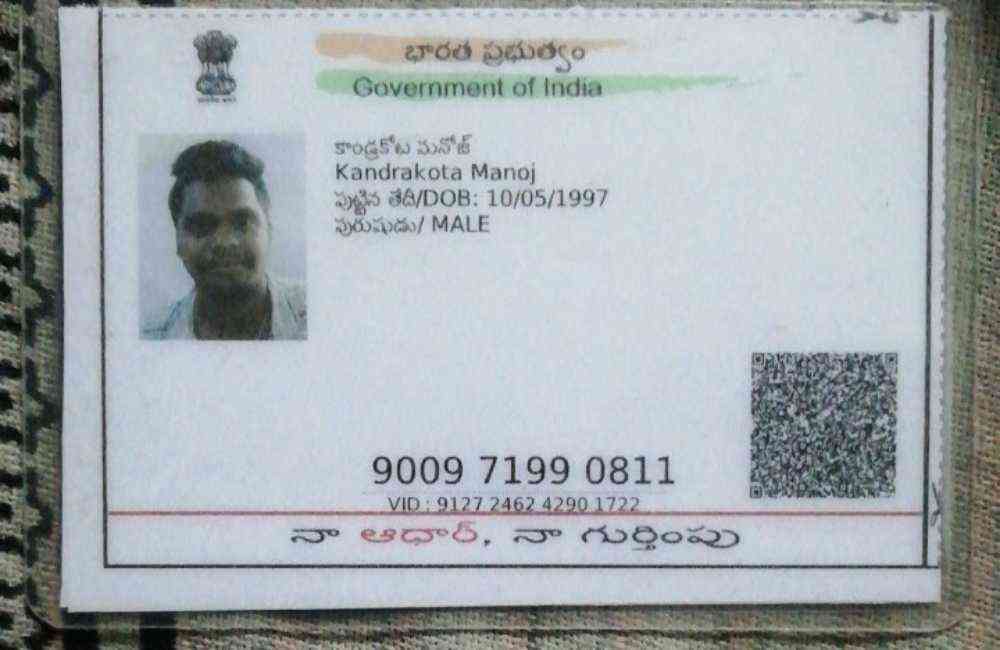 భారత ప్రభుత్వం
Government of India
కాండ్రకోట మనోజ్
Kandrakota Manoj
పుట్టిన తేదీ/DOB: 10/05/1997
పురుషుడు/ MALE
9009 7199 0811
VID : 9127 2462 4290 1722
నా ఆధార్, నా గుర్తింపు